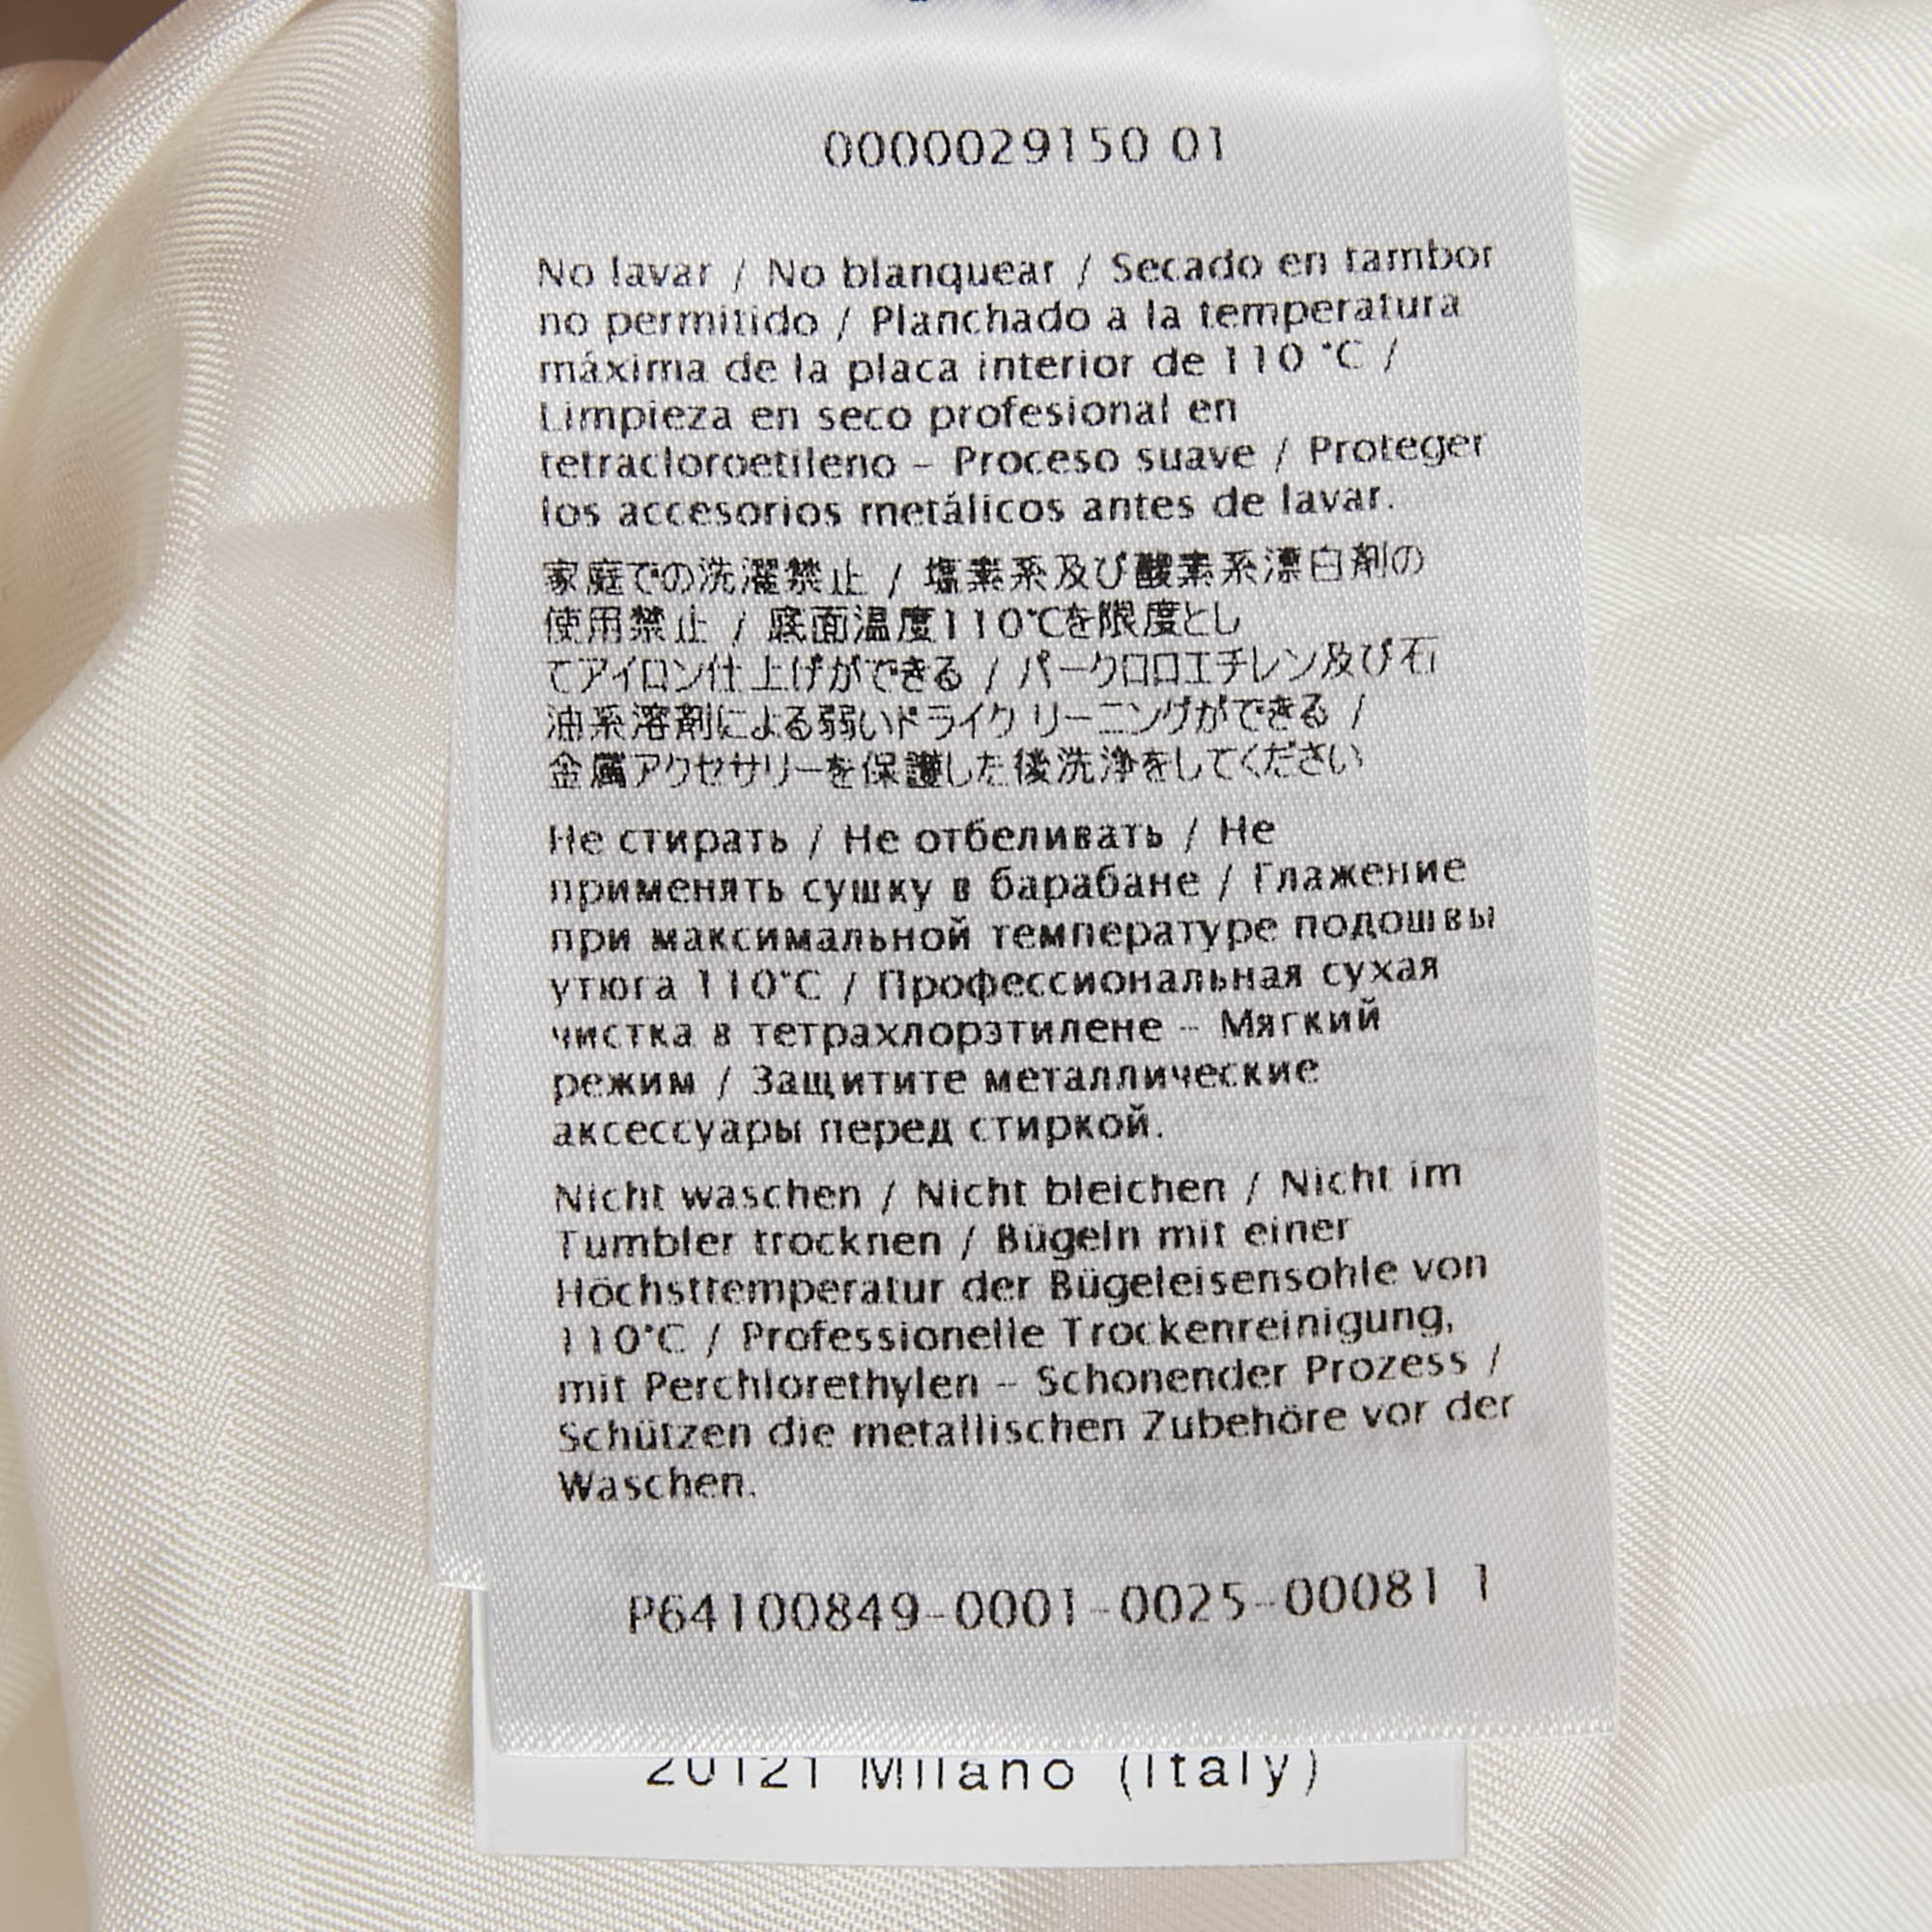 0000029150 01
No lavar / No blanquear / Secado en tambor
no permitido / Planchado a la temperatura
máxima de la placa interior de 110 °C /
Limpieza en seco profesional en
tetracloroetileno - Proceso suave / Proteger
los accesorios metálicos antes de lavar.
家庭での洗濯禁止 / 塩素系及び酸素系漂白剤の
使用禁止 / 底面温度110℃を限度とし
てアイロン仕上げができる / パークロロエチレン及び石
油系溶剤による弱いドライクリーニングができる /
金属アクセサリーを保護した後洗浄をしてください
Не стирать / Не отбеливать / Не
применять сушку в барабане / Глажение
при максимальной температуре подошвы
утюга 110°C / Профессиональная сухая
чистка в тетрахлорэтилене - Мягкий
режим / Защитите металлические
аксессуары перед стиркой.
Nicht waschen / Nicht bleichen / Nicht im
Tumbler trocknen / Bügeln mit einer
Höchsttemperatur der Bügeleisensohle von
110°C / Professionelle Trockenreinigung,
mit Perchlorethylen - Schonender Prozess /
Schützen die metallischen Zubehöre vor der
Waschen.
P64100849-0001-0025-00081 1
20121 Milano (Italy)